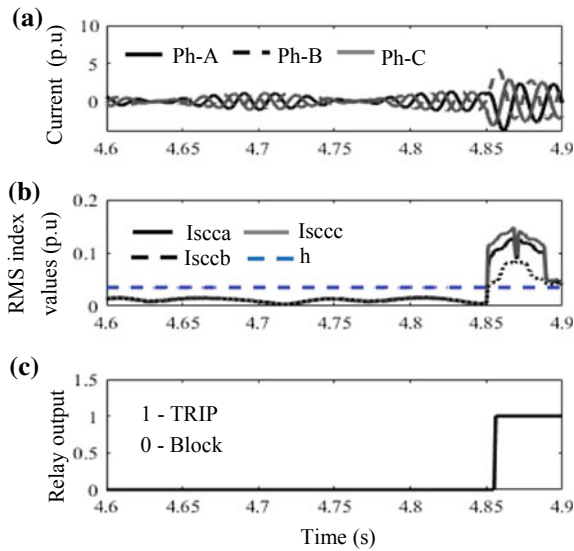 (a)
Current (p.u)
10
5
0
Ph-A Ph-B Ph-C
4.6 4.65 4.7 4.75 4.8 4.85 4.9
(b)
RMS index
values (p.u)
0.2
0.1
0
Iscca Isccc
Isccb h
4.6 4.65 4.7 4.75 4.8 4.85 4.9
(c)
Relay output
1.5
1
0.5
0
1 - TRIP
0 - Block
4.6 4.65 4.7 4.75 4.8 4.85 4.9
Time (s)